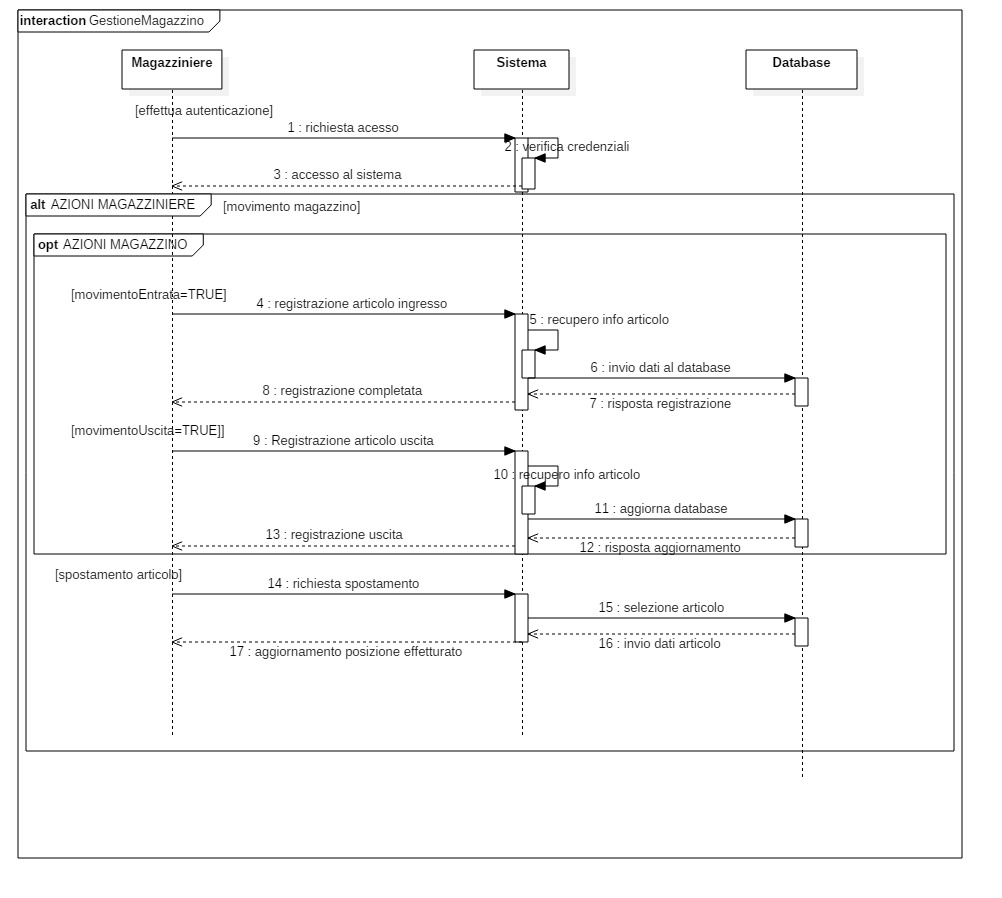 interaction GestioneMagazzino
Magazziniere
Sistema
Database
[effettua autenticazione]
1 : richiesta acesso
2 : verifica credenziali
3 : accesso al sistema
alt AZIONI MAGAZZINIERE
[movimento magazzino]
opt AZIONI MAGAZZINO
[movimentoEntrata=TRUE]
4 : registrazione articolo ingresso
5 : recupero info articolo
6 : invio dati al database
8 : registrazione completata
7 : risposta registrazione
[movimentoUscita=TRUE]]
9 : Registrazione articolo uscita
10 : recupero info articolo
11 : aggiorna database
13 : registrazione uscita
12 : risposta aggiornamento
[spostamento articolo]
14 : richiesta spostamento
15 : selezione articolo
16 : invio dati articolo
17 : aggiornamento posizione effetturato